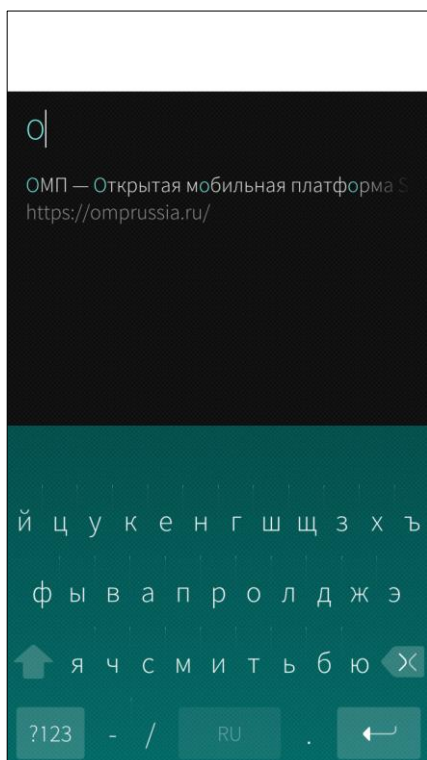 О
ОМП — Открытая мобильная платформа S
https://omprussia.ru/
й ц у к е н г ш щ з х ъ
ф ы в а п р о л д ж э
я ч с м и т ь б ю
?123 - / RU .